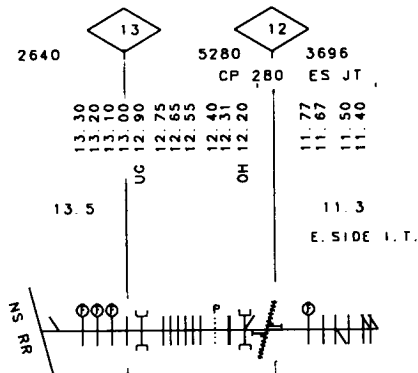 13 12
2640 5280 3696
CP 280 ES JT
13.30
13.20
13.10
13.00
12.90
12.75
12.65
12.55
12.40
12.31
12.20
11.77
11.67
11.50
11.40
UG
OH
13.5 11.3
E. SIDE I.T.
P
F F F F
NS RR